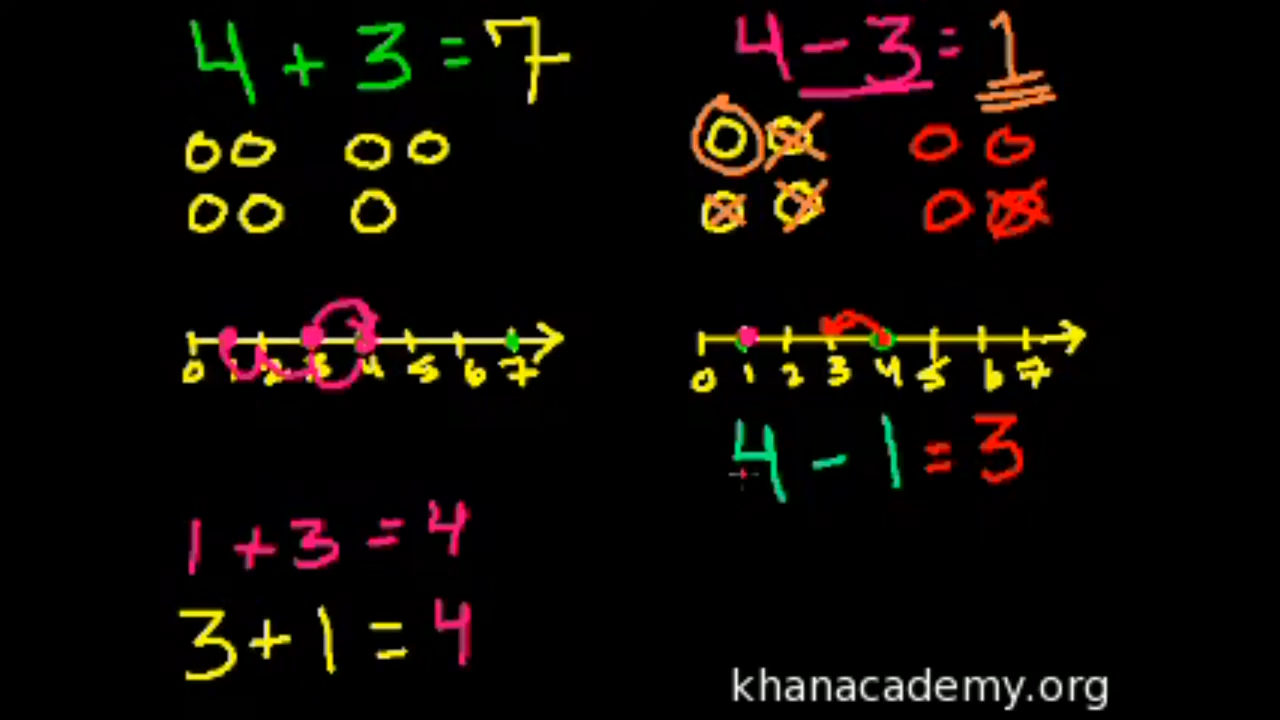 4 + 3 = 7
4 - 3 = 1
0 1 2 3 4 5 6 7
0 1 2 3 4 5 6 7
4 - 1 = 3
1 + 3 = 4
3 + 1 = 4
khanacademy.org